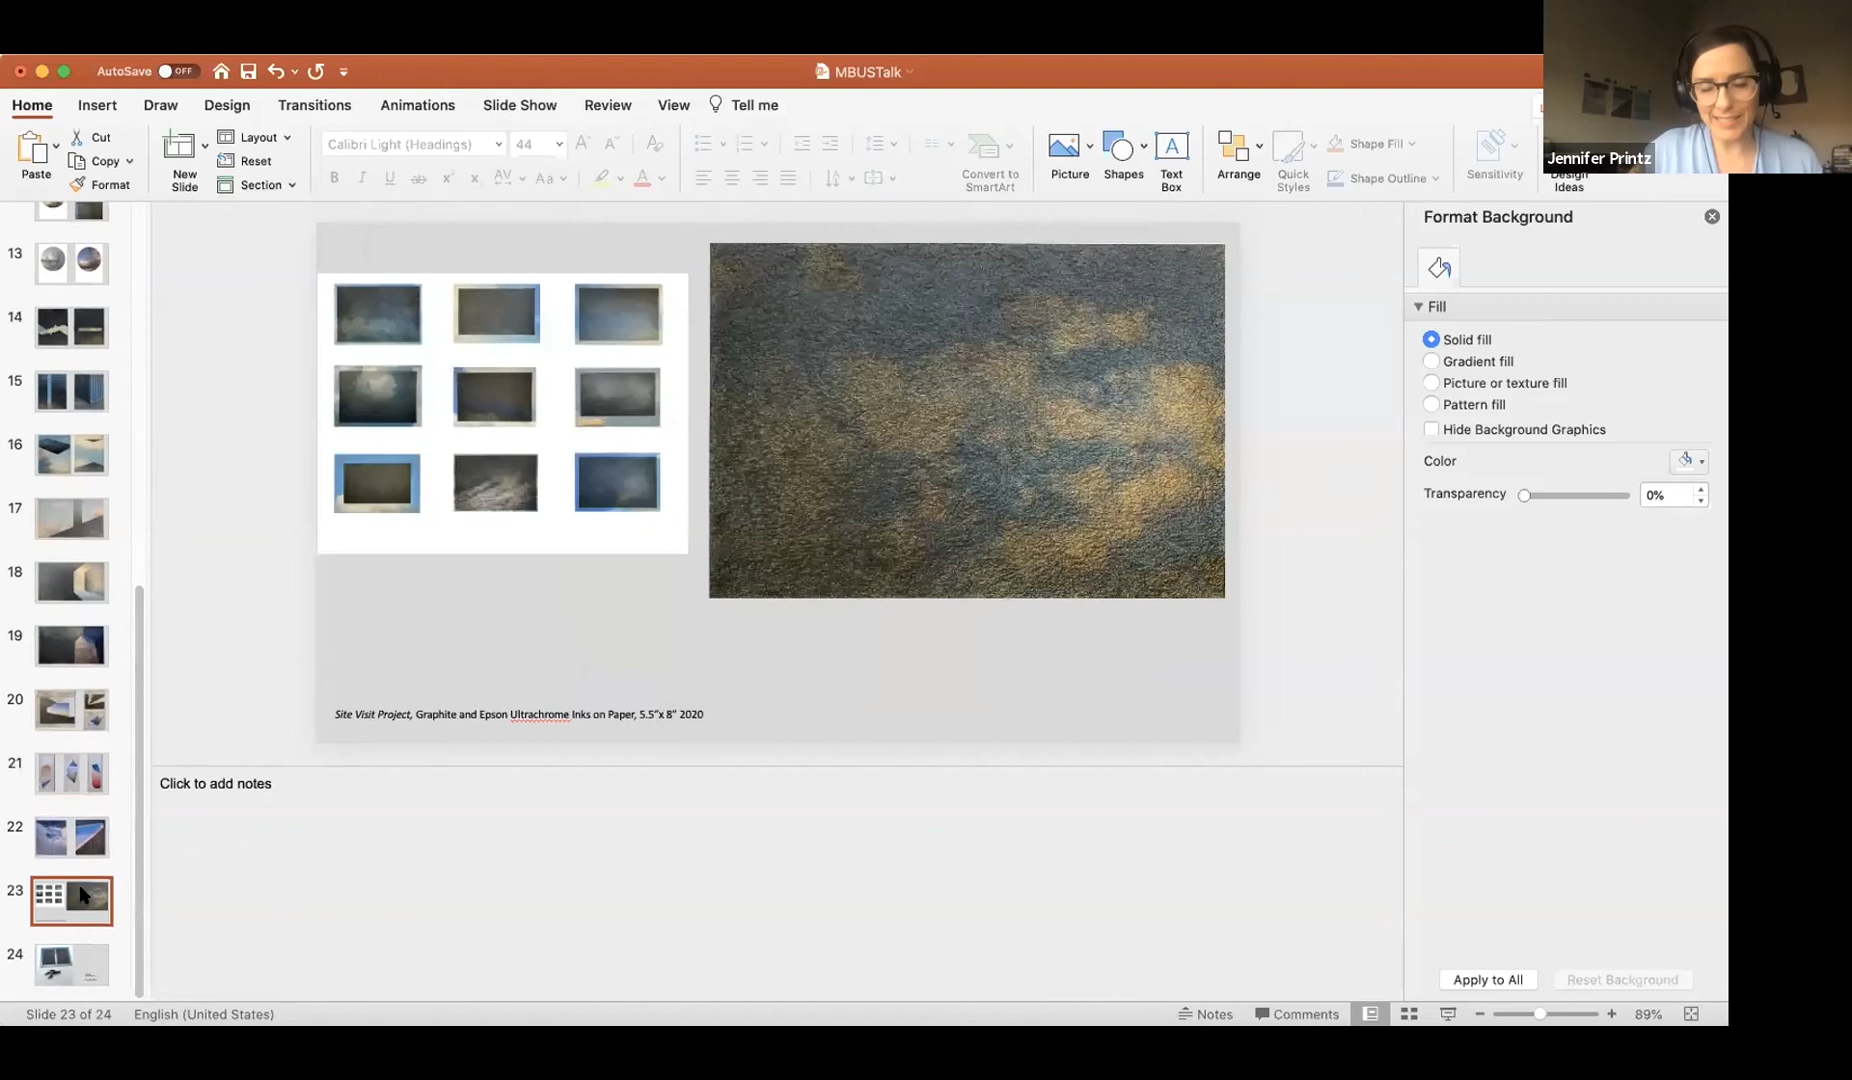 AutoSave OFF
MBUSTalk
Home Insert Draw Design Transitions Animations Slide Show Review View Tell me
Paste
Cut
Copy
Format
New
Slide
Layout
Reset
Section
Calibri Light (Headings) 44
Convert to
SmartArt
Picture
Shapes
Text
Box
Arrange
Quick
Styles
Shape Fill
Shape Outline
Sensitivity
Design
Ideas
Jennifer Printz
13
14
15
16
17
18
19
20
21
22
23
24
Site Visit Project, Graphite and Epson Ultrachrome Inks on Paper, 5.5"x 8" 2020
Click to add notes
Format Background
Fill
Solid fill
Gradient fill
Picture or texture fill
Pattern fill
Hide Background Graphics
Color
Transparency 0%
Apply to All Reset Background
Slide 23 of 24 English (United States) Notes Comments 89%